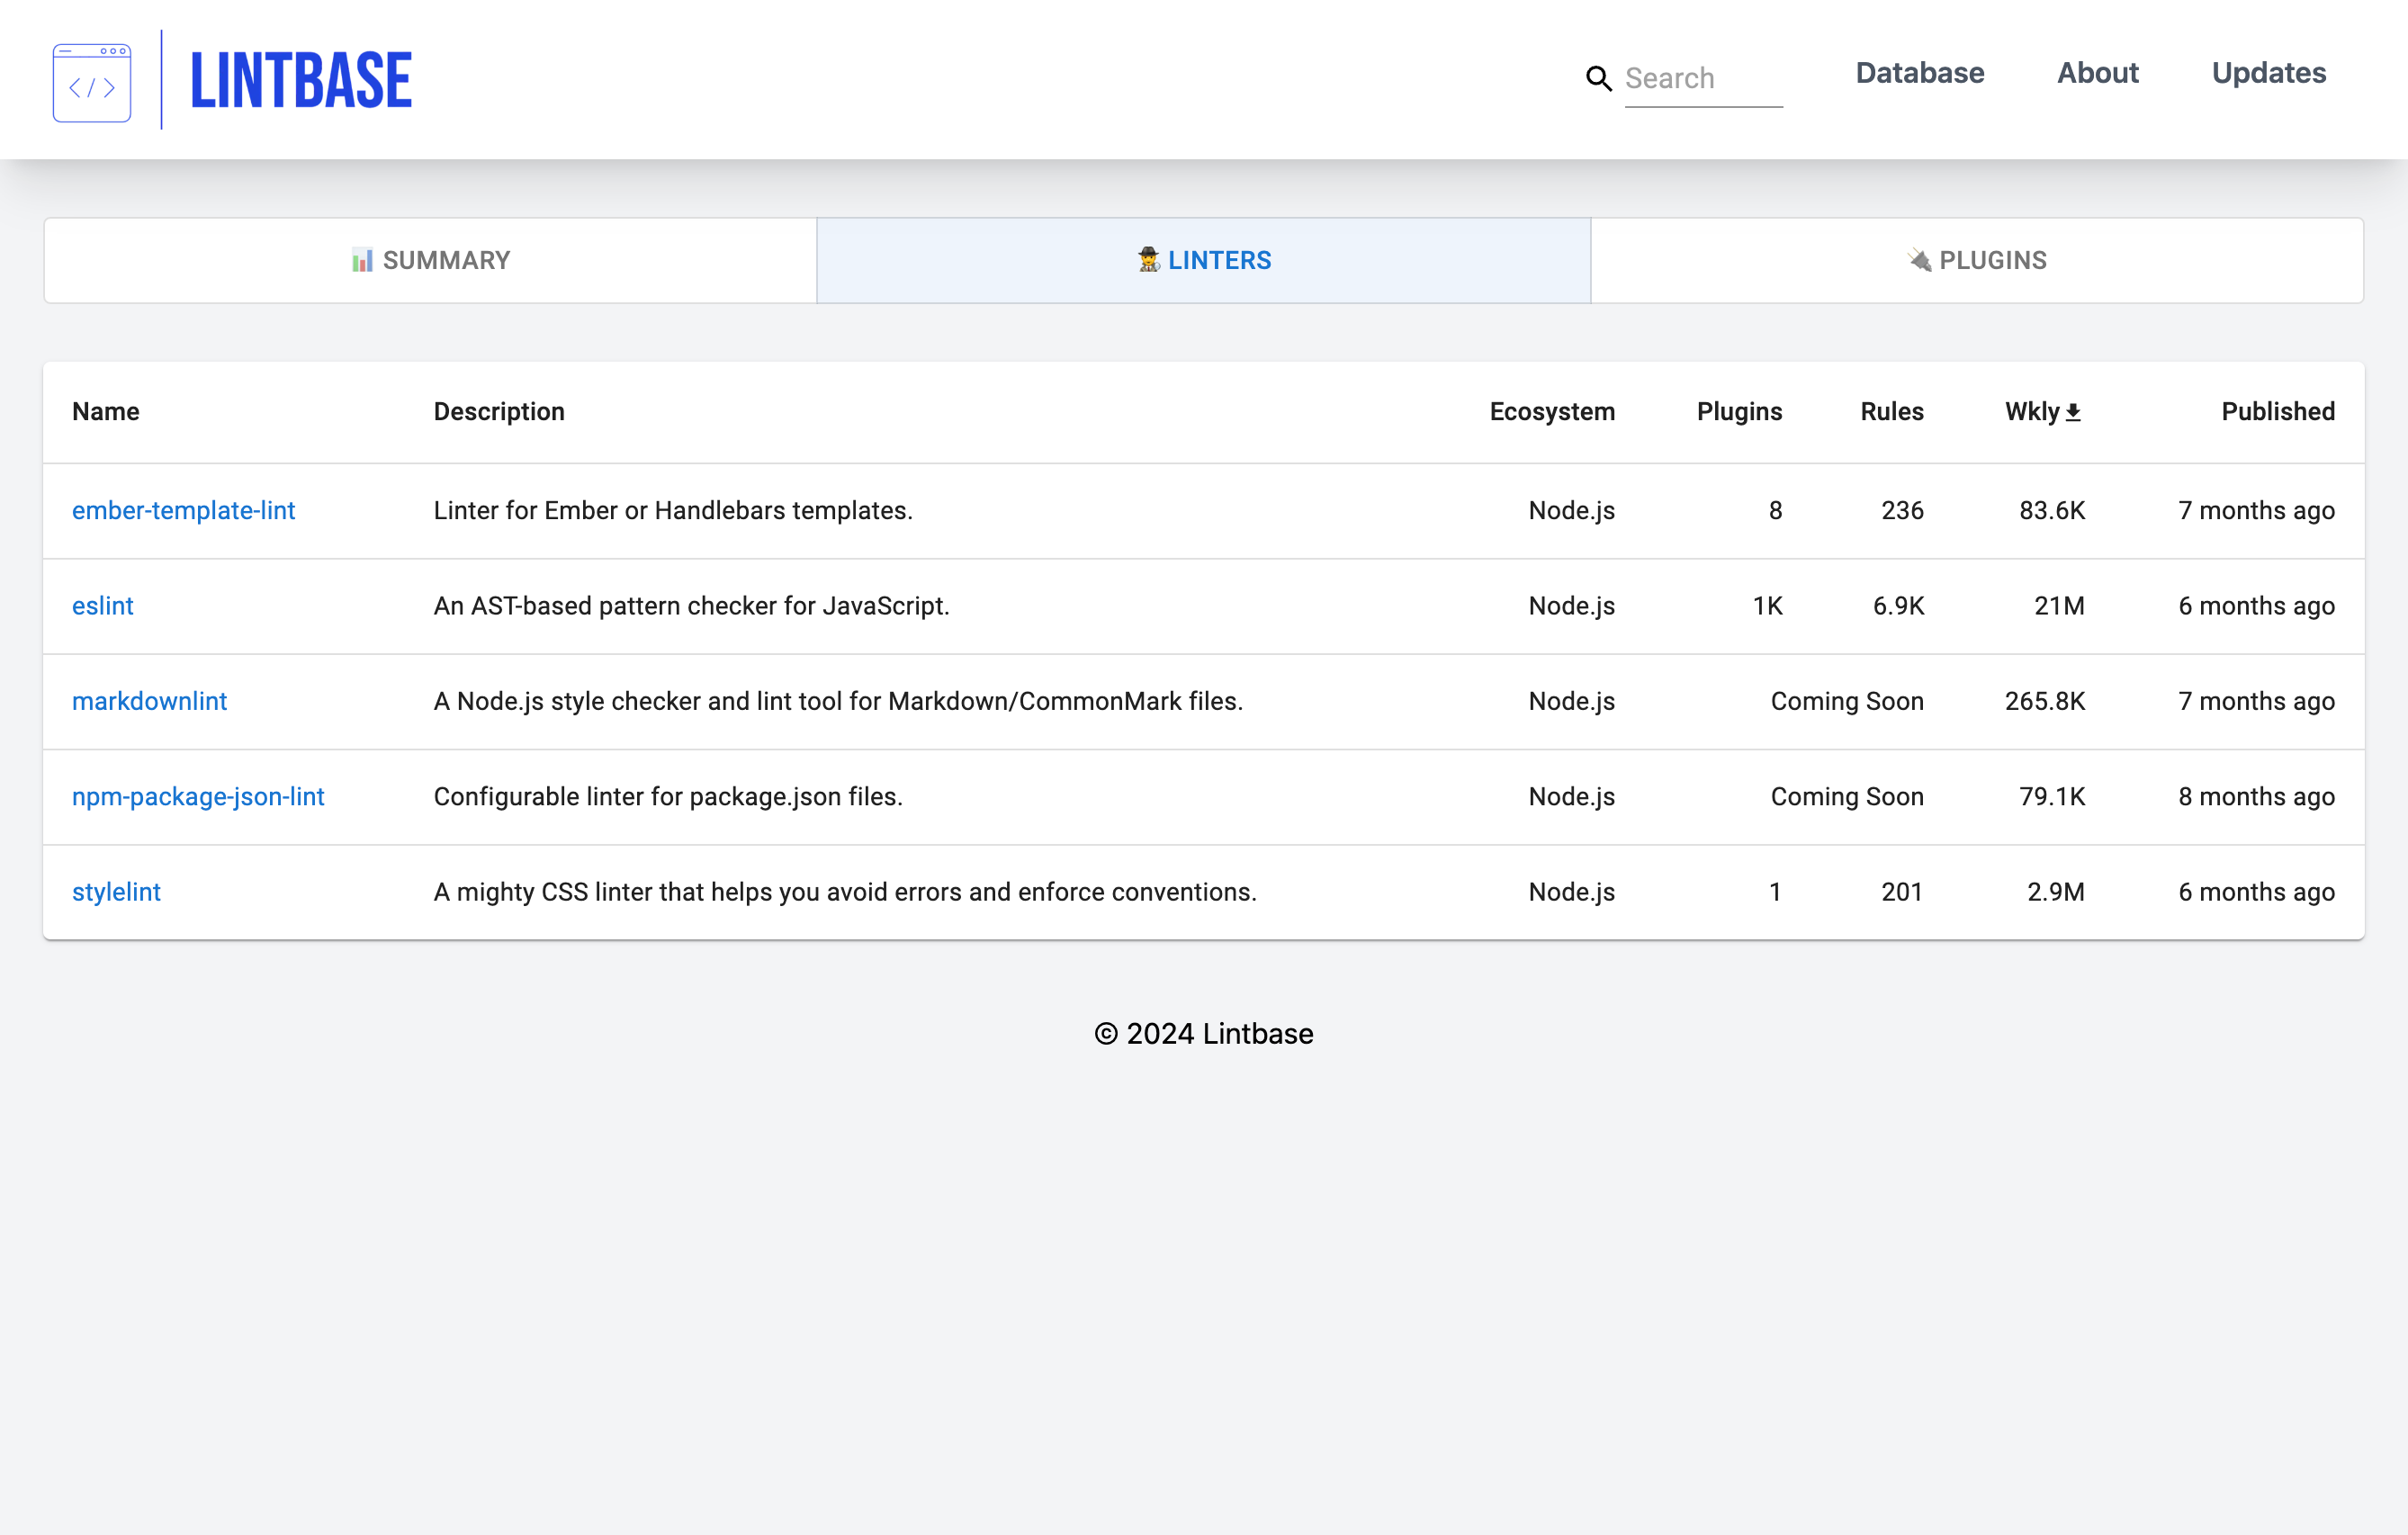 </> LINTBASE Search Database About Updates
📊 SUMMARY 🕵️ LINTERS 🔌 PLUGINS
Name Description Ecosystem Plugins Rules Wkly Published
ember-template-lint Linter for Ember or Handlebars templates. Node.js 8 236 83.6K 7 months ago
eslint An AST-based pattern checker for JavaScript. Node.js 1K 6.9K 21M 6 months ago
markdownlint A Node.js style checker and lint tool for Markdown/CommonMark files. Node.js Coming Soon 265.8K 7 months ago
npm-package-json-lint Configurable linter for package.json files. Node.js Coming Soon 79.1K 8 months ago
stylelint A mighty CSS linter that helps you avoid errors and enforce conventions. Node.js 1 201 2.9M 6 months ago
© 2024 Lintbase